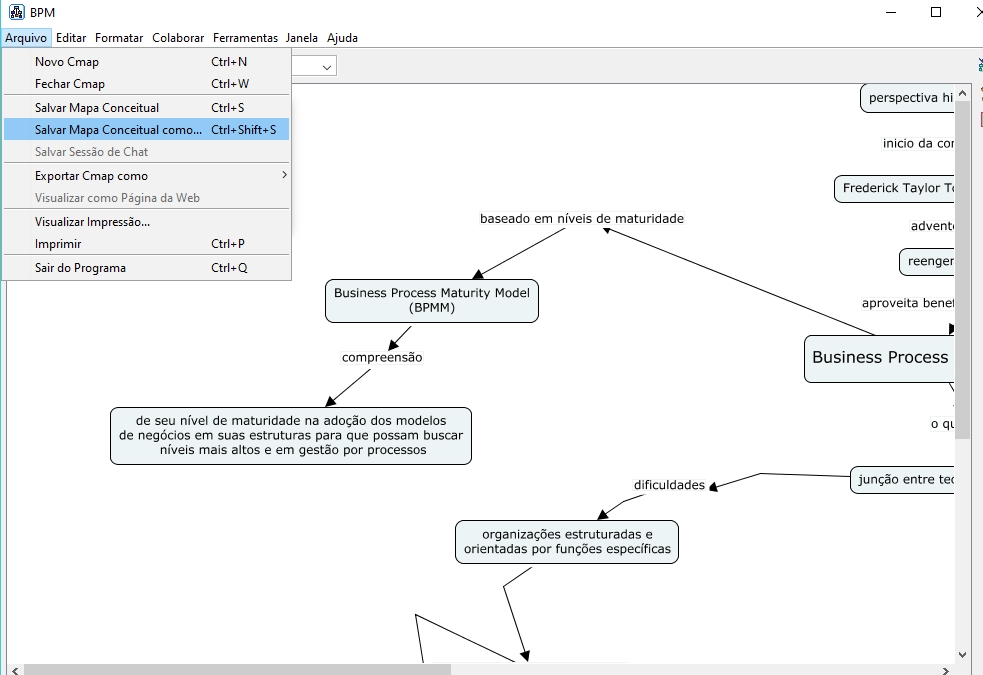 BPM
Arquivo Editar Formatar Colaborar Ferramentas Janela Ajuda
Novo Cmap Ctrl+N
Fechar Cmap Ctrl+W
Salvar Mapa Conceitual Ctrl+S
Salvar Mapa Conceitual como... Ctrl+Shift+S
Salvar Sessão de Chat
Exportar Cmap como
Visualizar como Página da Web
Visualizar Impressão...
Imprimir Ctrl+P
Sair do Programa Ctrl+Q
perspectiva hi
inicio da cor
Frederick Taylor
baseado em níveis de maturidade
advento
reenger
Business Process Maturity Model
(BPMM)
aproveita benef
compreensão
Business Process
de seu nível de maturidade na adoção dos modelos
de negócios em suas estruturas para que possam buscar
níveis mais altos e em gestão por processos
o qu
junção entre tec
dificuldades
organizações estruturadas e
orientadas por funções específicas